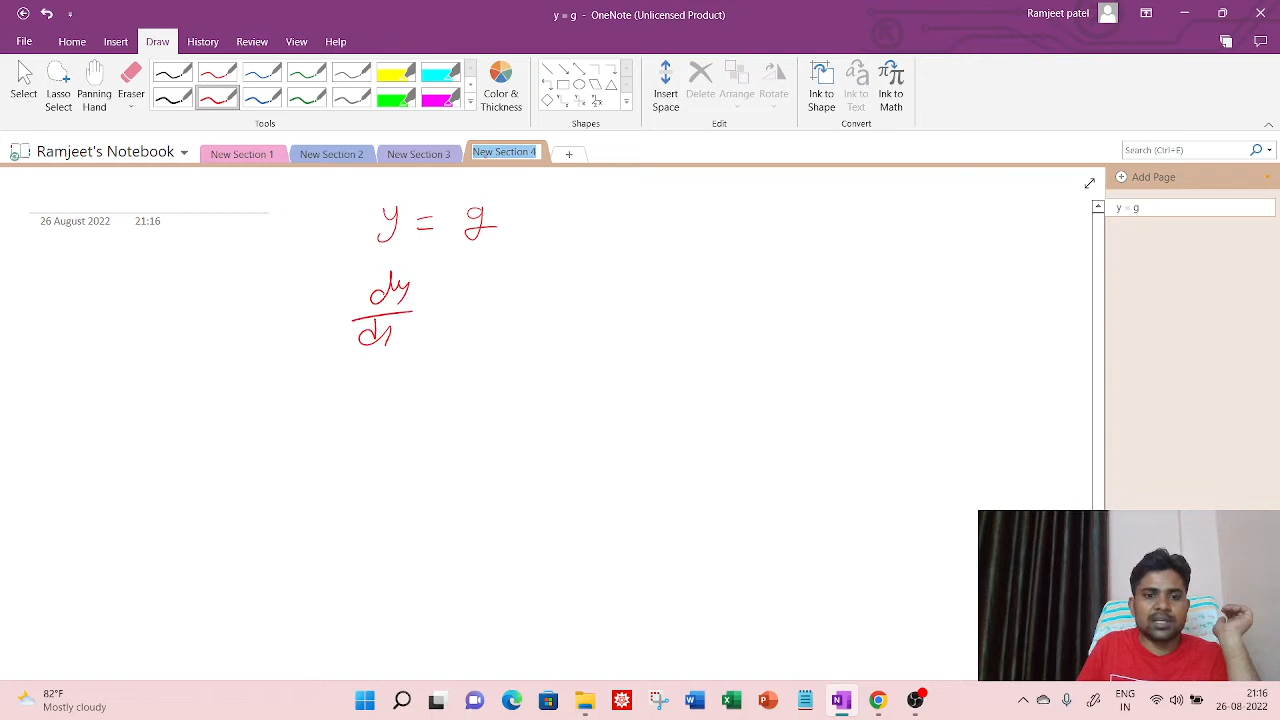 y = g - OneNote (Unlicensed Product)
Ramjeet patel
File Home Insert Draw History Review View Help
Select
Lasso Select
Panning Hand
Eraser
Color & Thickness
Insert Space
Delete
Arrange
Rotate
Ink to Shape
Ink to Text
Ink to Math
Tools
Shapes
Edit
Convert
Ramjeet's Notebook
New Section 1
New Section 2
New Section 3
New Section 4
Search (Ctrl+E)
Add Page
y = g
26 August 2022 21:16
y = g
dy
82°F
Mostly cloudy
ENG
IN
21:16
26-08-2022